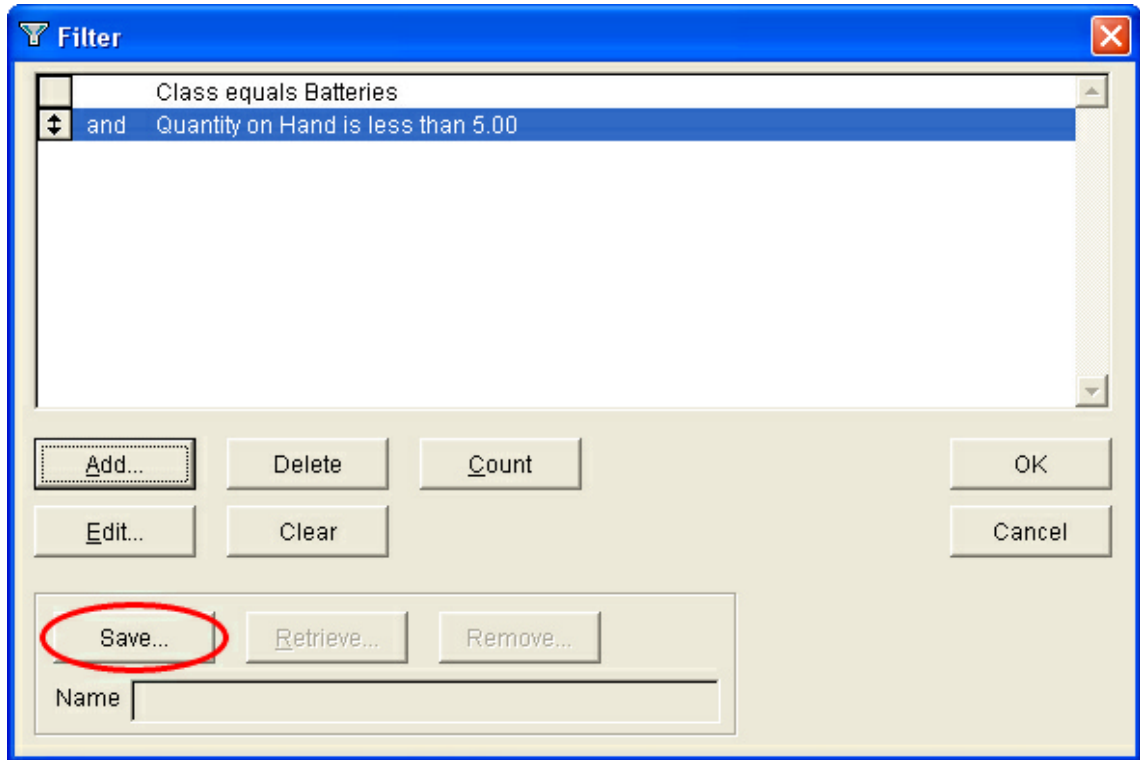 Filter
Class equals Batteries
and Quantity on Hand is less than 5.00
Add... Delete Count OK
Edit... Clear Cancel
Save... Retrieve... Remove...
Name